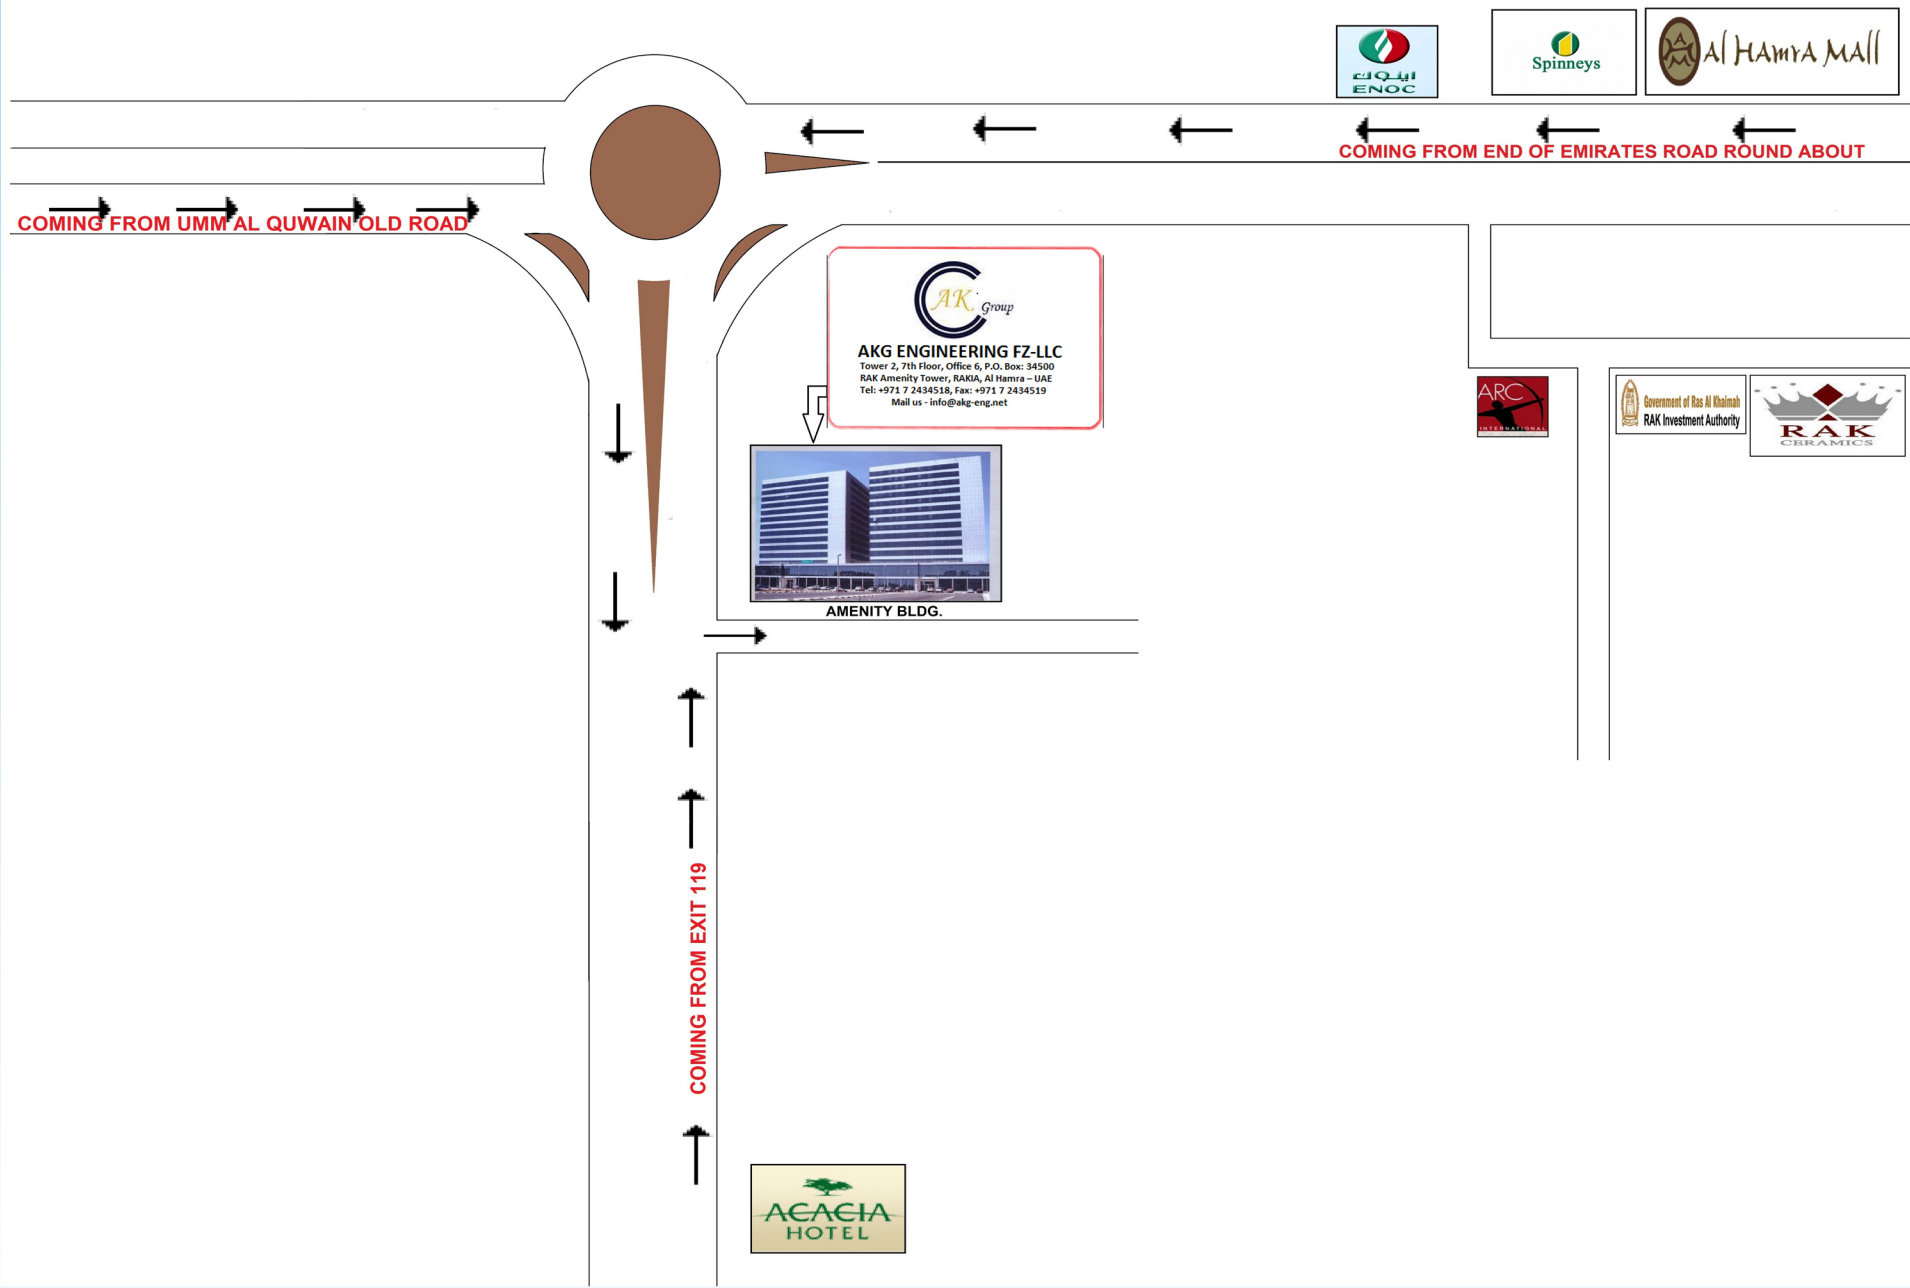 اينوك
ENOC
Spinneys
AHM
Al HAMrA MAll
COMING FROM END OF EMIRATES ROAD ROUND ABOUT
COMING FROM UMM AL QUWAIN OLD ROAD
AK Group
AKG ENGINEERING FZ-LLC
Tower 2, 7th Floor, Office 6, P.O. Box: 34500
RAK Amenity Tower, RAKIA, Al Hamra – UAE
Tel: +971 7 2434518, Fax: +971 7 2434519
Mail us - info@akg-eng.net
ARC
INTERNATIONAL
Government of Ras Al Khaimah
RAK Investment Authority
RAK
CERAMICS
AMENITY BLDG.
COMING FROM EXIT 119
ACACIA
HOTEL